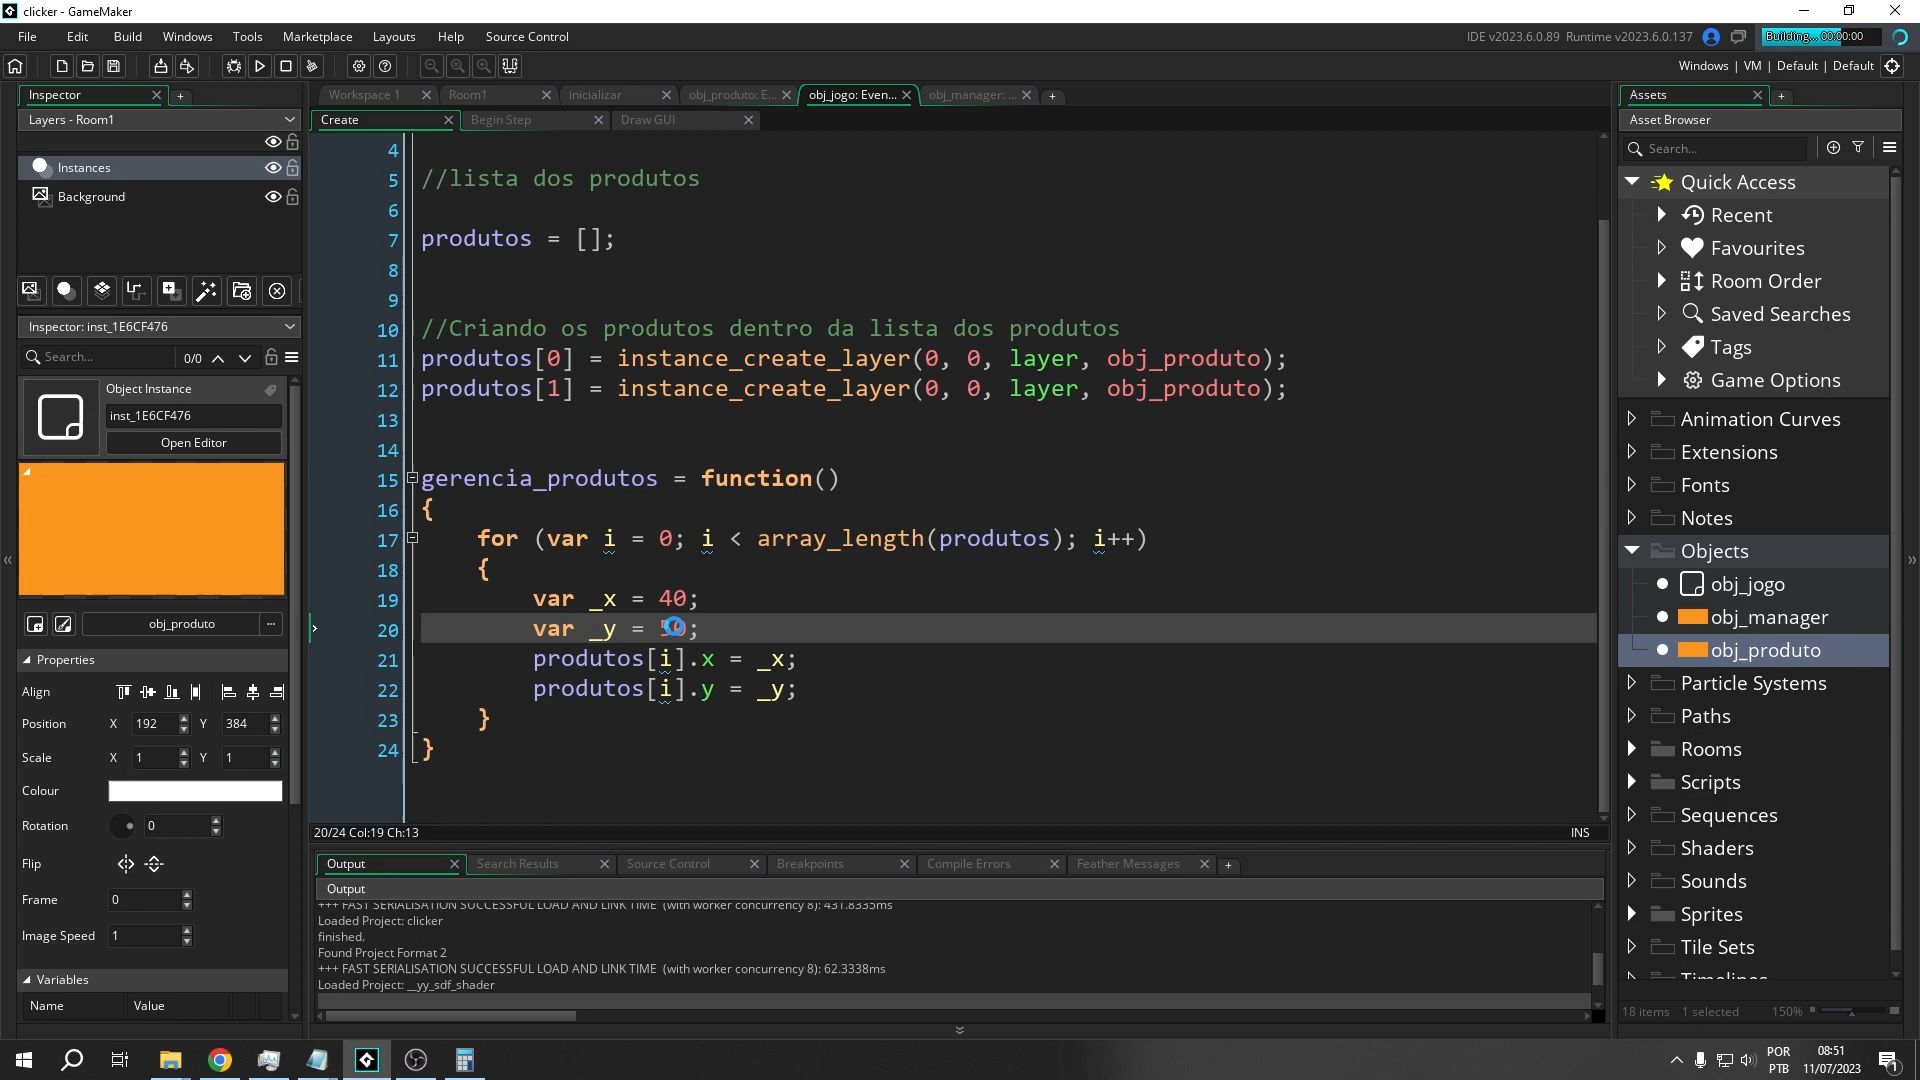 clicker - GameMaker
File Edit Build Windows Tools Marketplace Layouts Help Source Control
IDE v2023.6.0.89 Runtime v2023.6.0.137
Building... 00:00:00
Windows | VM | Default | Default
Inspector
Layers - Room1
Instances
Background
Inspector: inst_1E6CF476
Search...
0/0
Object Instance
inst_1E6CF476
Open Editor
obj_produto
...
Properties
Align
Position X 192 Y 384
Scale X 1 Y 1
Colour
Rotation 0
Flip
Frame 0
Image Speed 1
Variables
Name Value
Workspace 1 Room1 inicializar obj_produto: E... obj_jogo: Even... obj_manager: ...
Create Begin Step Draw GUI
4
5 //lista dos produtos
6
7 produtos = [];
8
9
10 //Criando os produtos dentro da lista dos produtos
11 produtos[0] = instance_create_layer(0, 0, layer, obj_produto);
12 produtos[1] = instance_create_layer(0, 0, layer, obj_produto);
13
14
15 gerencia_produtos = function()
16 {
17 for (var i = 0; i < array_length(produtos); i++)
18 {
19 var _x = 40;
20 var _y = ;
21 produtos[i].x = _x;
22 produtos[i].y = _y;
23 }
24 }
20/24 Col:19 Ch:13
INS
Output Search Results Source Control Breakpoints Compile Errors Feather Messages
Output
+++ FAST SERIALISATION SUCCESSFUL LOAD AND LINK TIME (with worker concurrency 8): 431.8335ms
Loaded Project: clicker
finished.
Found Project Format 2
+++ FAST SERIALISATION SUCCESSFUL LOAD AND LINK TIME (with worker concurrency 8): 62.3338ms
Loaded Project: __yy_sdf_shader
Assets
Asset Browser
Search...
Quick Access
Recent
Favourites
Room Order
Saved Searches
Tags
Game Options
Animation Curves
Extensions
Fonts
Notes
Objects
obj_jogo
obj_manager
obj_produto
Particle Systems
Paths
Rooms
Scripts
Sequences
Shaders
Sounds
Sprites
Tile Sets
Timelines
18 items 1 selected 150%
POR
PTB
08:51
11/07/2023
1